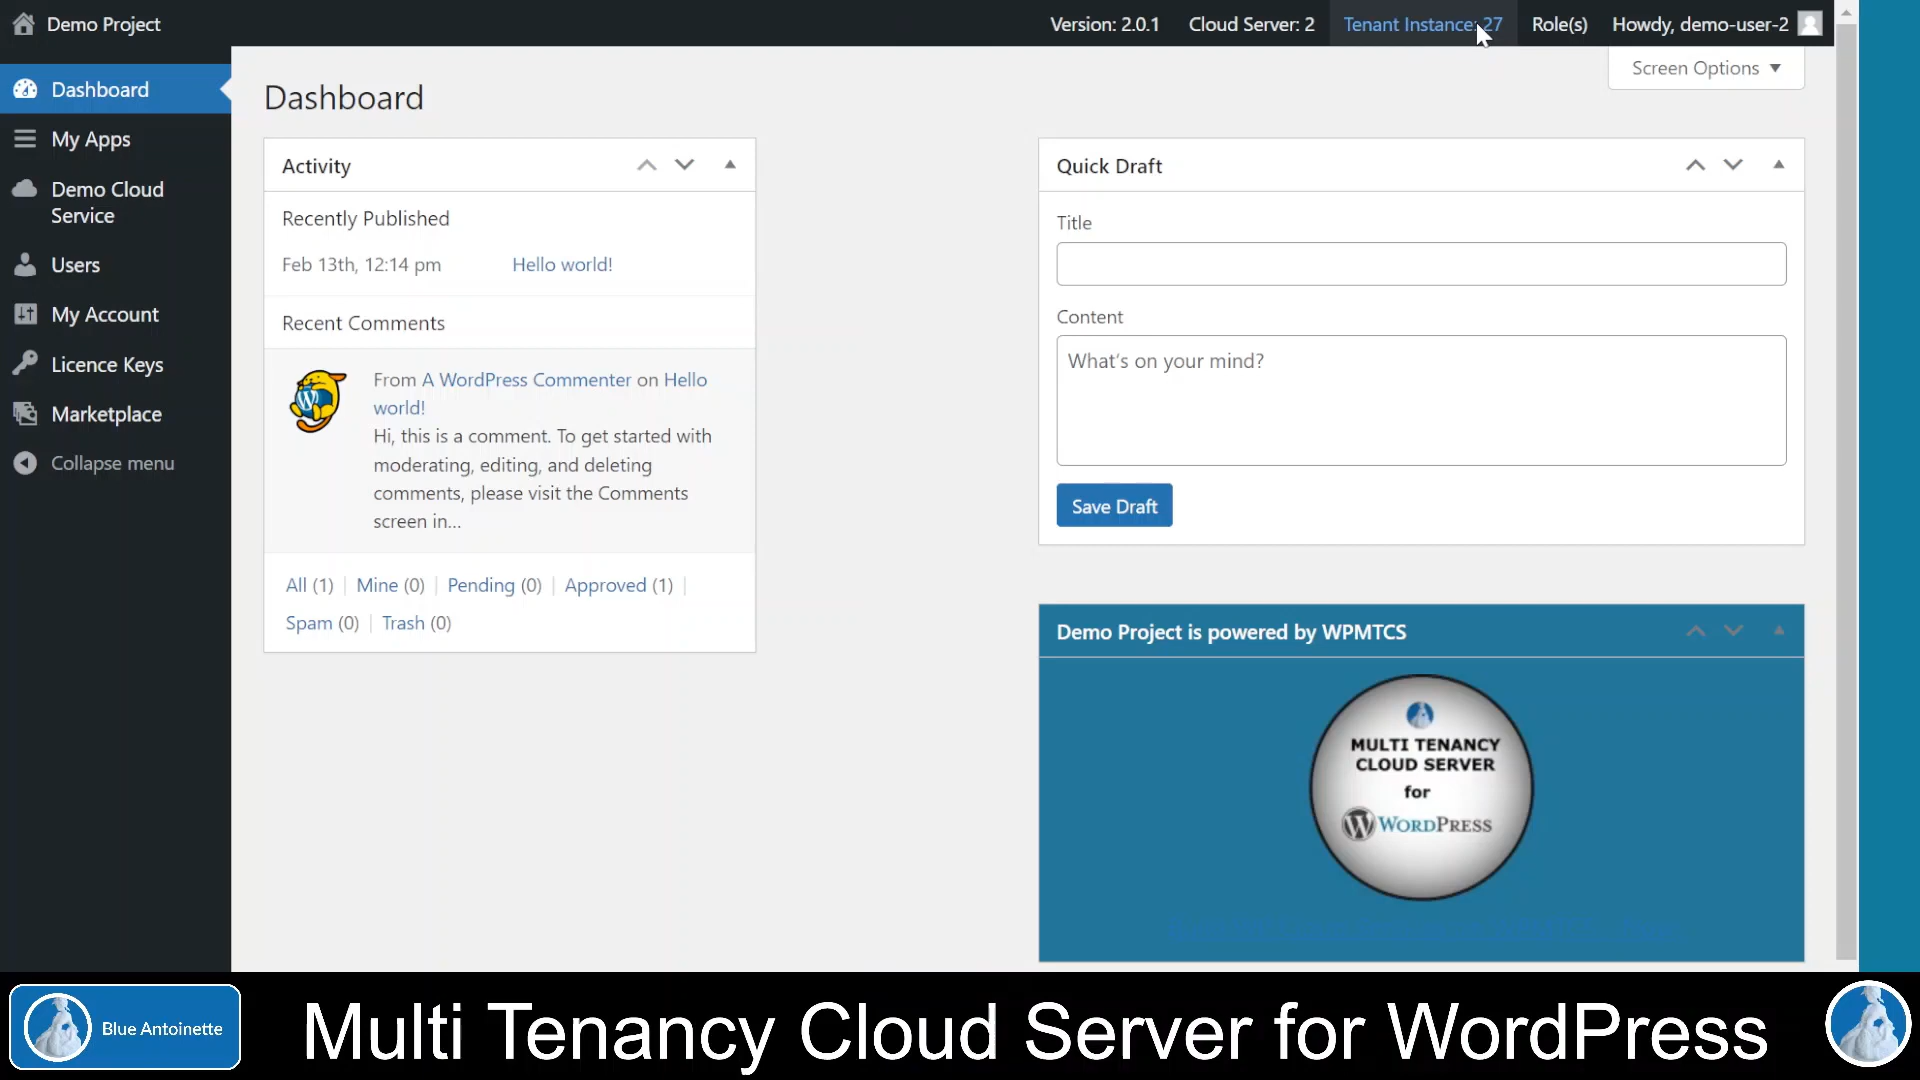 Demo Project
Version: 2.0.1
Cloud Server: 2
Tenant Instance: 27
Role(s)
Howdy, demo-user-2
Screen Options
Dashboard
My Apps
Demo Cloud
Service
Users
My Account
Licence Keys
Marketplace
Collapse menu
Dashboard
Activity
Recently Published
Feb 13th, 12:14 pm
Hello world!
Recent Comments
From A WordPress Commenter on Hello
world!
Hi, this is a comment. To get started with
moderating, editing, and deleting
comments, please visit the Comments
screen in…
All (1) | Mine (0) | Pending (0) | Approved (1) |
Spam (0) | Trash (0)
Quick Draft
Title
Content
What's on your mind?
Save Draft
Demo Project is powered by WPMTCS
MULTI TENANCY
CLOUD SERVER
for
WORDPRESS
Blue Antoinette
Multi Tenancy Cloud Server for WordPress